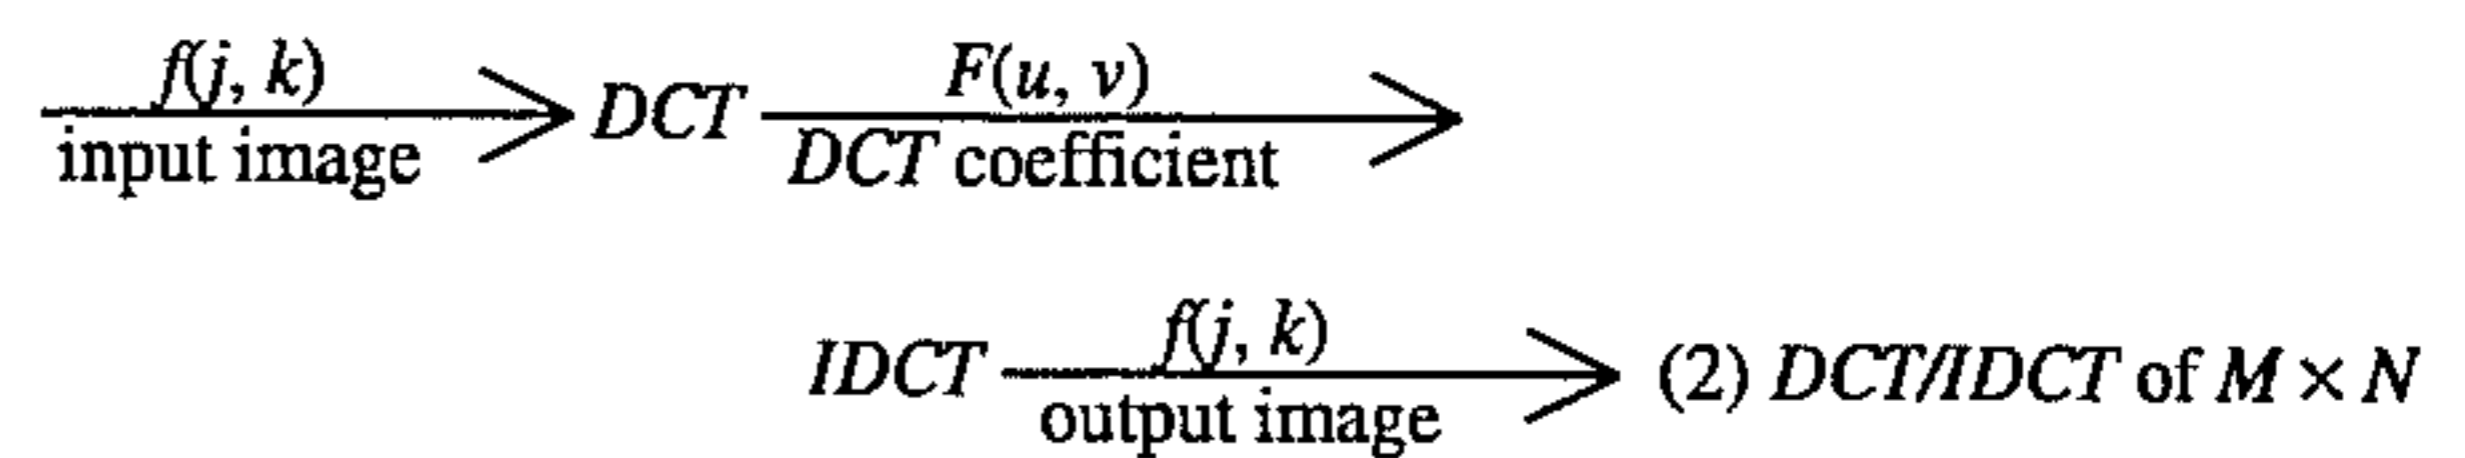 f(j, k) F(u, v)
DCT
input image DCT coefficient
f(j, k)
IDCT (2) DCT/IDCT of M × N
output image